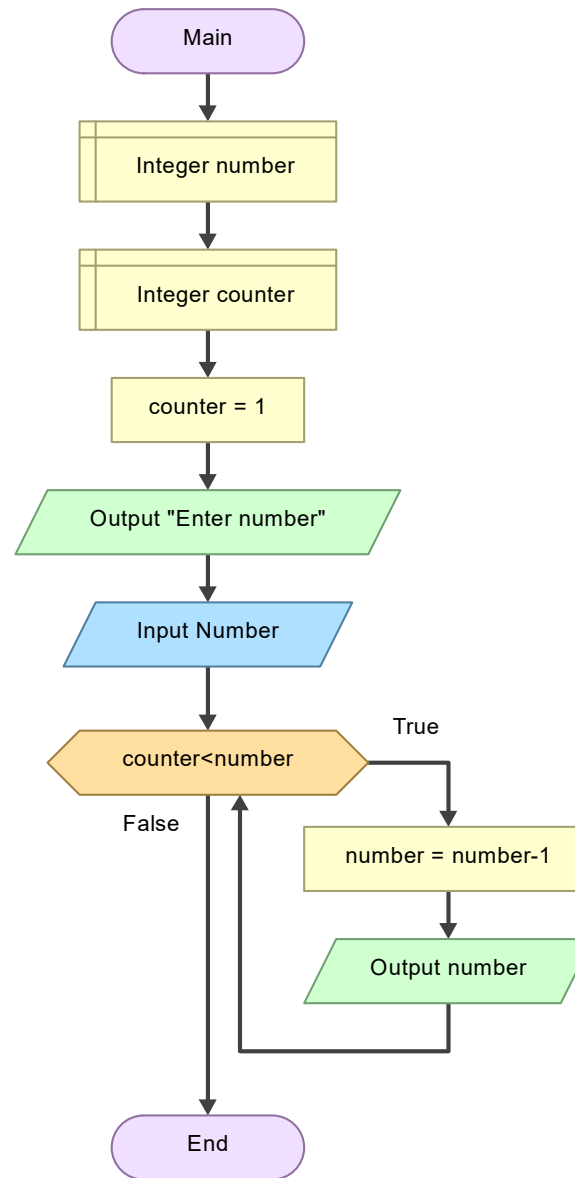 Main
Integer number
Integer counter
counter = 1
Output "Enter number"
Input Number
counter<number
True
False
number = number-1
Output number
End